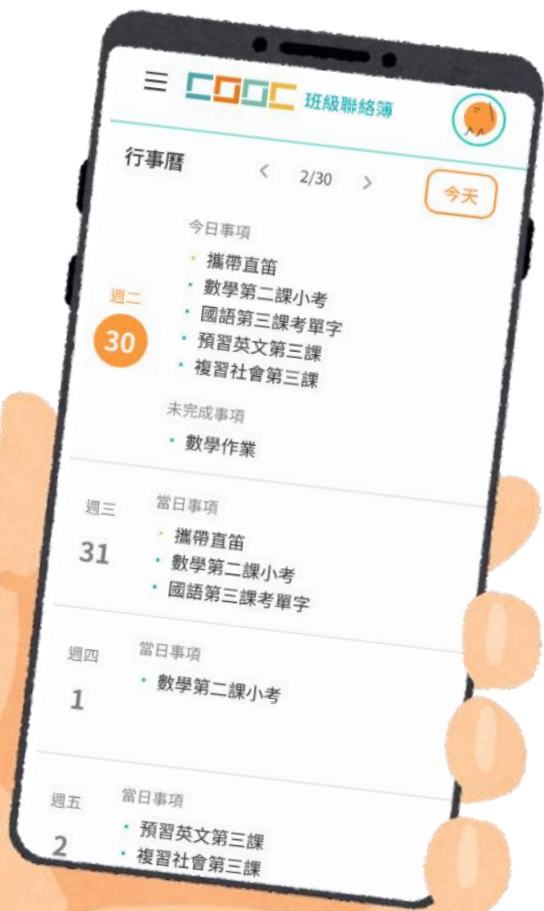 COOC 班級聯絡簿
行事曆
2/30
今天
今日事項
攜帶直笛
數學第二課小考
國語第三課考單字
預習英文第三課
複習社會第三課
週二
30
未完成事項
數學作業
週三
31
當日事項
攜帶直笛
數學第二課小考
國語第三課考單字
週四
1
當日事項
數學第二課小考
週五
2
當日事項
預習英文第三課
複習社會第三課